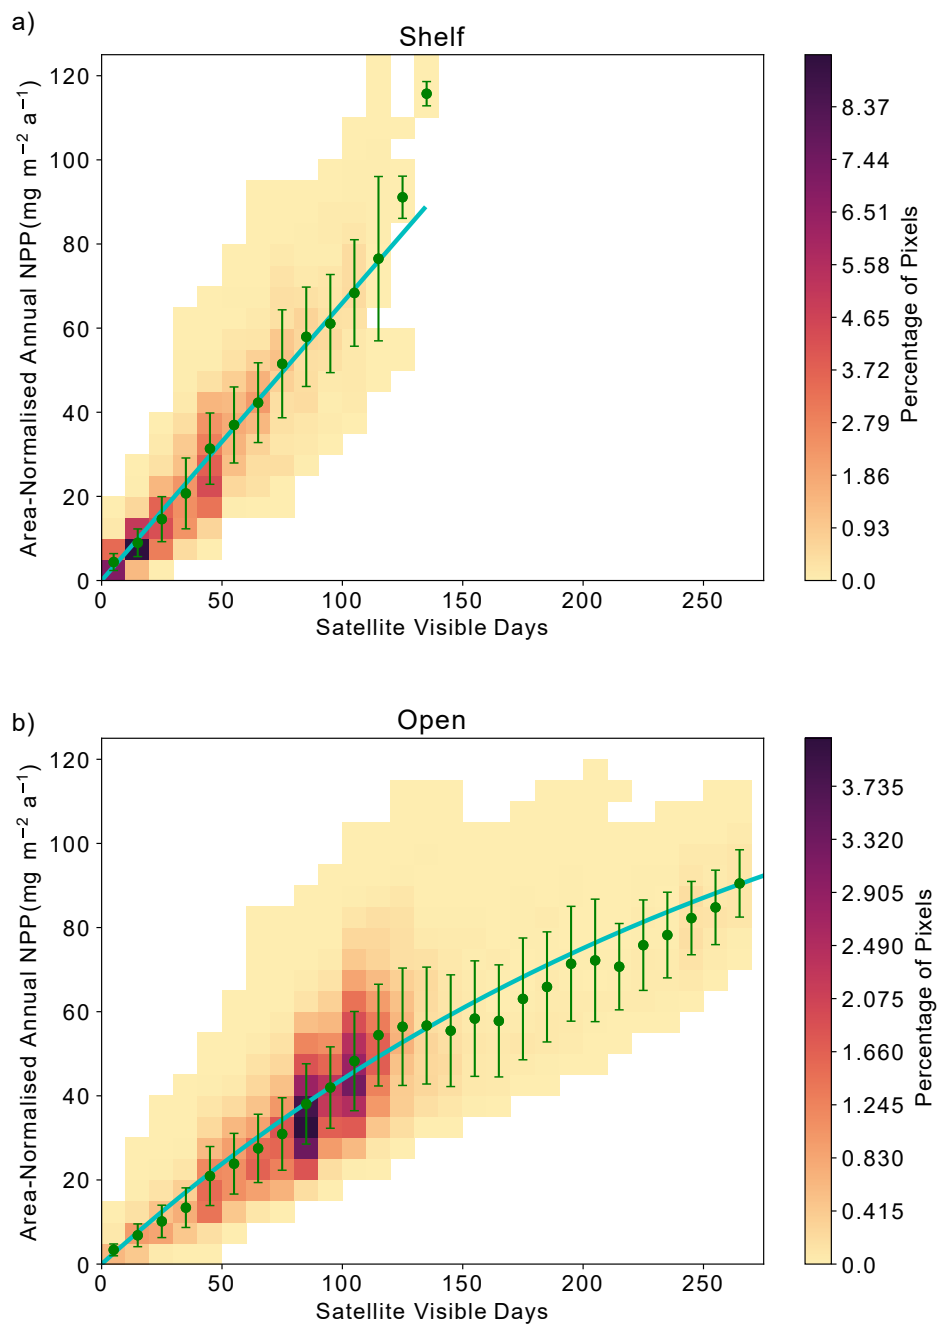 a)
Shelf
120
100
80
60
40
20
0
Area-Normalised Annual NPP(mg m⁻² a⁻¹)
0 50 100 150 200 250
Satellite Visible Days
8.37
7.44
6.51
5.58
4.65
3.72
2.79
1.86
0.93
0.0
Percentage of Pixels
b)
Open
120
100
80
60
40
20
0
Area-Normalised Annual NPP(mg m⁻² a⁻¹)
0 50 100 150 200 250
Satellite Visible Days
3.735
3.320
2.905
2.490
2.075
1.660
1.245
0.830
0.415
0.0
Percentage of Pixels